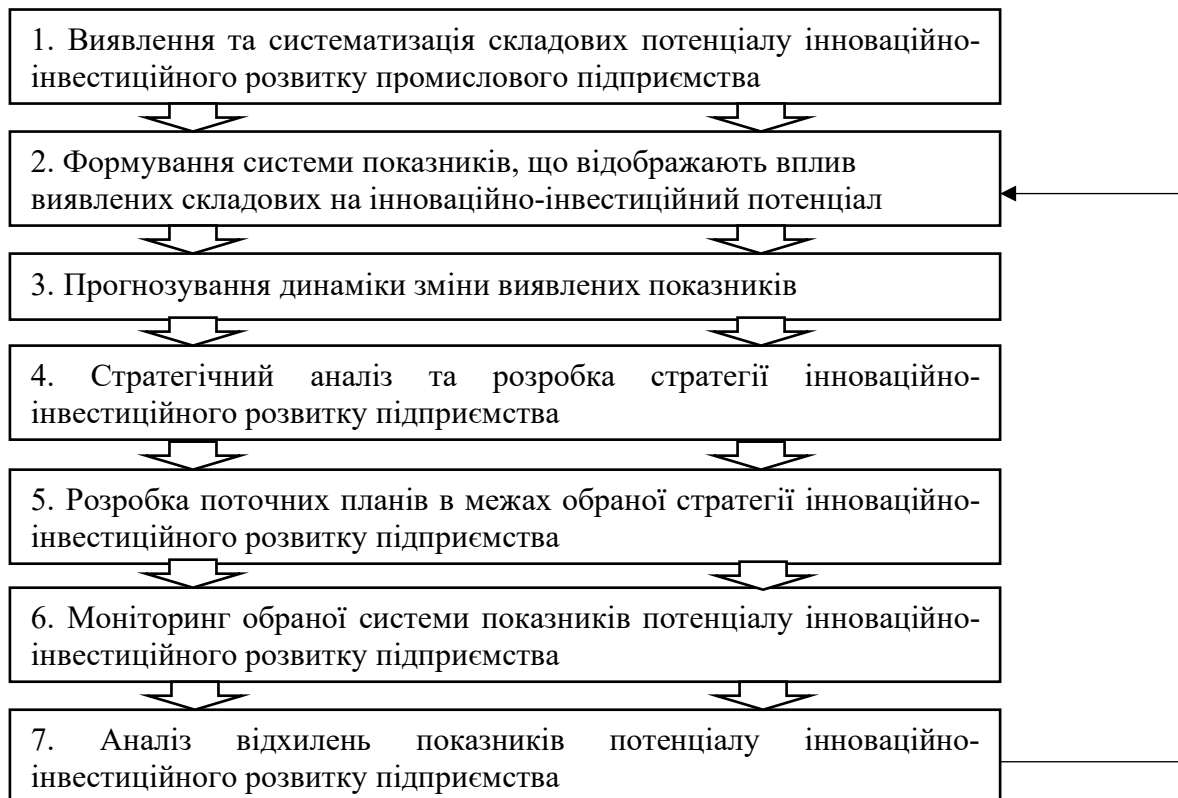 1. Виявлення та систематизація складових потенціалу інноваційно-
інвестиційного розвитку промислового підприємства
2. Формування системи показників, що відображають вплив
виявлених складових на інноваційно-інвестиційний потенціал
3. Прогнозування динаміки зміни виявлених показників
4. Стратегічний аналіз та розробка стратегії інноваційно-
інвестиційного розвитку підприємства
5. Розробка поточних планів в межах обраної стратегії інноваційно-
інвестиційного розвитку підприємства
6. Моніторинг обраної системи показників потенціалу інноваційно-
інвестиційного розвитку підприємства
7. Аналіз відхилень показників потенціалу інноваційно-
інвестиційного розвитку підприємства